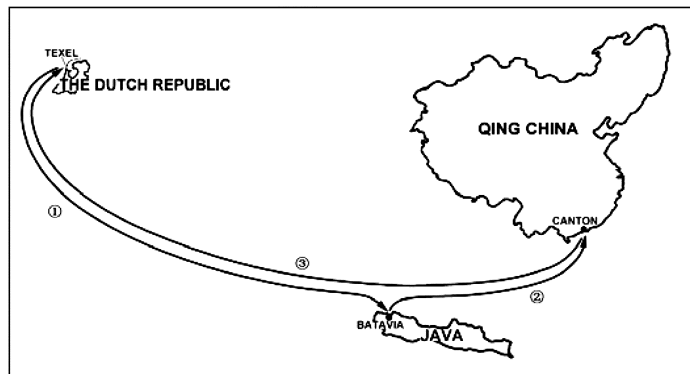 TEXEL
THE DUTCH REPUBLIC
QING CHINA
CANTON
①
③
②
BATAVIA
JAVA